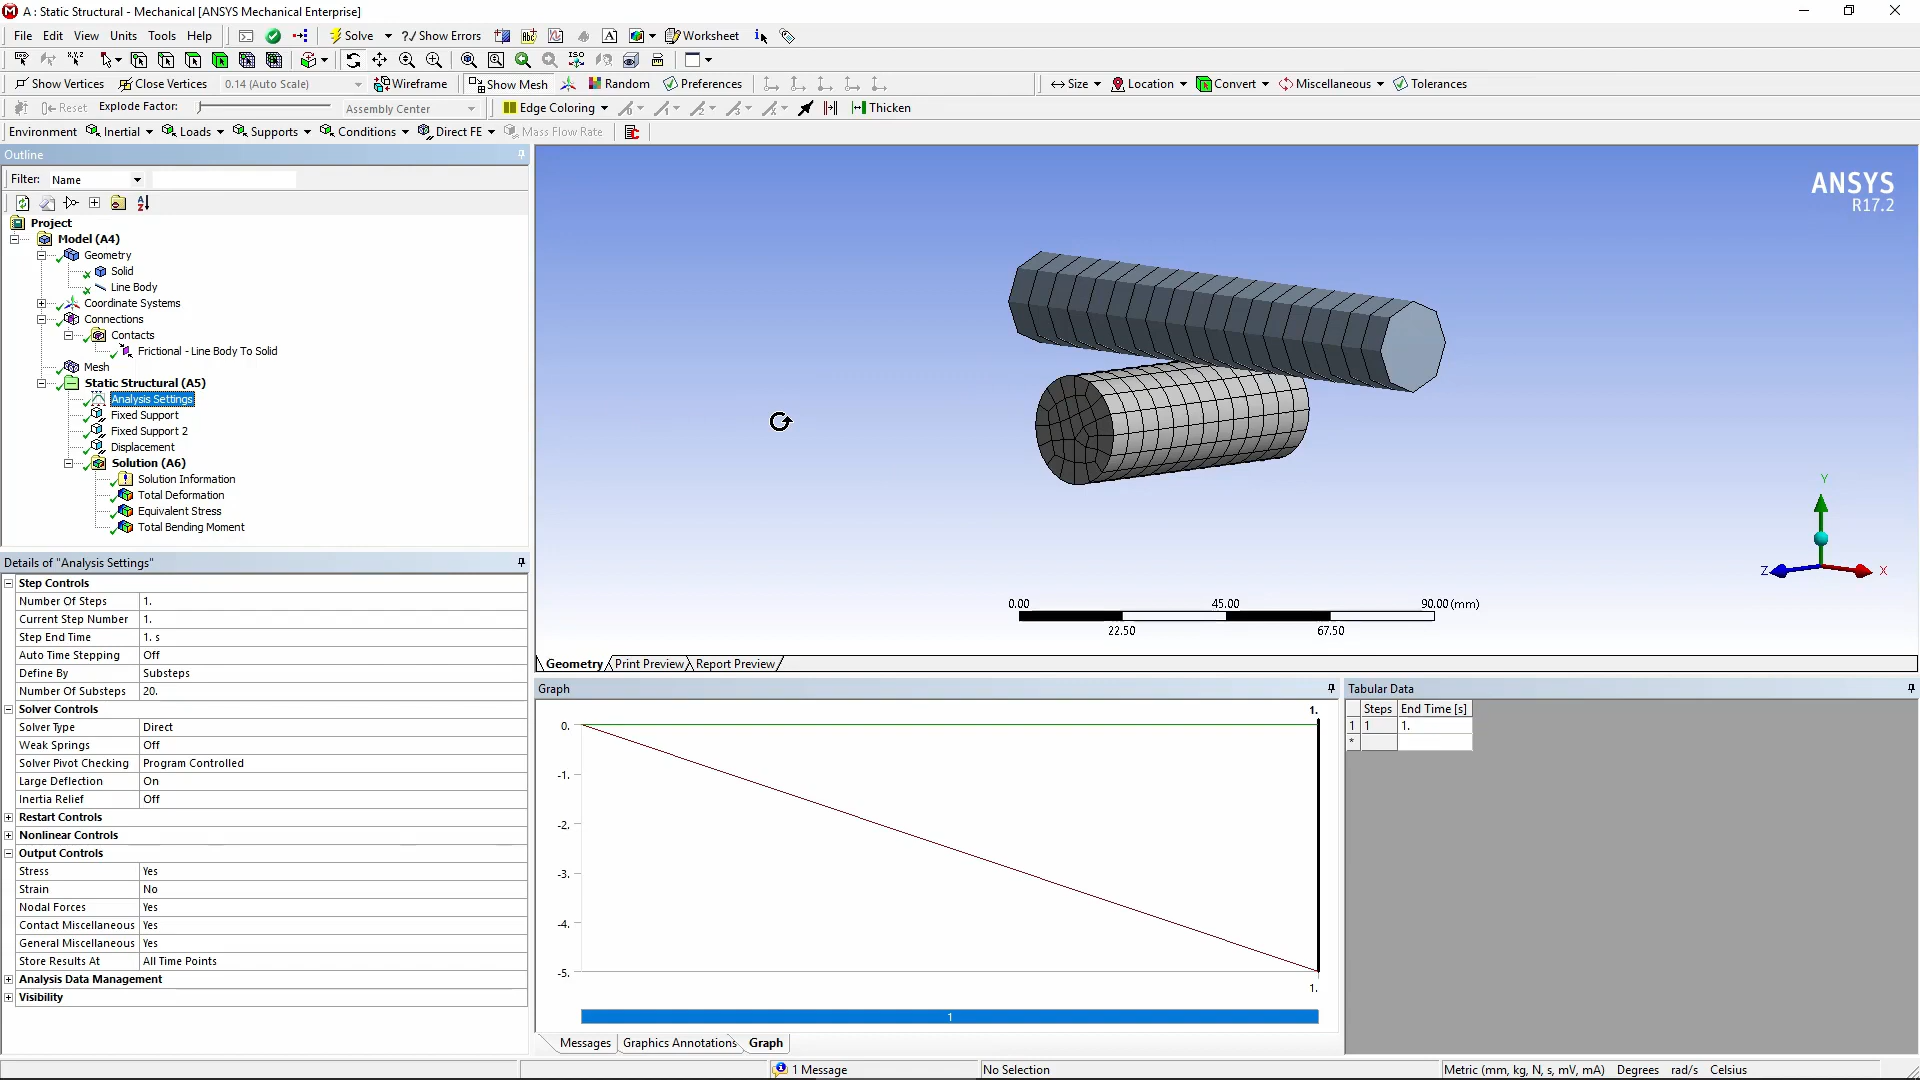 A : Static Structural - Mechanical [ANSYS Mechanical Enterprise]
File Edit View Units Tools Help Solve ?/ Show Errors Worksheet
Show Vertices Close Vertices 0.14 (Auto Scale) Wireframe Show Mesh Random Preferences Size Location Convert Miscellaneous Tolerances
Reset Explode Factor: Assembly Center Edge Coloring Thicken
Environment Inertial Loads Supports Conditions Direct FE Mass Flow Rate
Outline
Filter: Name
Project
Model (A4)
Geometry
Solid
Line Body
Coordinate Systems
Connections
Contacts
Frictional - Line Body To Solid
Mesh
Static Structural (A5)
Analysis Settings
Fixed Support
Fixed Support 2
Displacement
Solution (A6)
Solution Information
Total Deformation
Equivalent Stress
Total Bending Moment
Details of "Analysis Settings"
Step Controls
Number Of Steps 1.
Current Step Number 1.
Step End Time 1. s
Auto Time Stepping Off
Define By Substeps
Number Of Substeps 20.
Solver Controls
Solver Type Direct
Weak Springs Off
Solver Pivot Checking Program Controlled
Large Deflection On
Inertia Relief Off
Restart Controls
Nonlinear Controls
Output Controls
Stress Yes
Strain No
Nodal Forces Yes
Contact Miscellaneous Yes
General Miscellaneous Yes
Store Results At All Time Points
Analysis Data Management
Visibility
ANSYS
R17.2
Y
Z X
0.00 45.00 90.00 (mm)
22.50 67.50
Geometry Print Preview Report Preview
Graph
1.
0.
-1.
-2.
-3.
-4.
-5.
1.
1
Messages Graphics Annotations Graph
Tabular Data
Steps End Time [s]
1 1 1.
*
1 Message No Selection Metric (mm, kg, N, s, mV, mA) Degrees rad/s Celsius